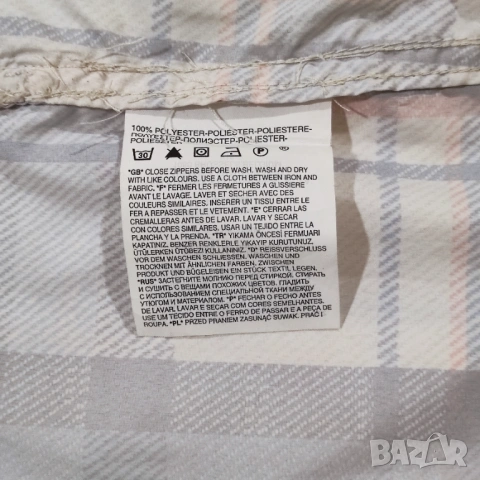 100% POLYESTER-POLIESTER-POLIESTERE-
POLIESTER-ПОЛИЭСТЕР-POLYESTER
30 P
*GB* CLOSE ZIPPERS BEFORE WASH. WASH AND DRY
WITH LIKE COLOURS. USE A CLOTH BETWEEN IRON AND
FABRIC. *F* FERMER LES FERMETURES A GLISSIERE
AVANT LE LAVAGE. LAVER ET SECHER AVEC DES
COULEURS SIMILAIRES. INSERER UN TISSU ENTRE LE
FER A REPASSER ET LE VETEMENT. *E* CERRAR LAS
CREMALLERAS ANTES DE LAVAR. LAVAR Y SECAR
CON COLORES SIMILARES. USAR UN TEJIDO ENTRE LA
PLANCHA Y LA PRENDA. *TR* YIKAMA ÖNCESİ FERMUARI
KAPATINIZ. BENZER RENKLERLE YIKAYIP KURUTUNUZ.
ÜTÜLERKEN ÜTÜBEZİ KULLANINIZ. *D* REISSVERSCHLUSS
VOR DEM WASCHEN SCHLIESSEN. WASCHEN UND
TROCKNEN MIT ÄHNLICHEN FARBEN. ZWISCHEN
PRODUKT UND BÜGELEISEN EIN STÜCK TEXTIL LEGEN.
*RUS* ЗАСТЕГНИТЕ МОЛНИЮ ПЕРЕД СТИРКОЙ. СТИРАТЬ
И СУШИТЬ С ВЕЩАМИ ПОХОЖИХ ЦВЕТОВ. ГЛАДИТЬ
С ИСПОЛЬЗОВАНИЕМ СПЕЦИАЛЬНОЙ ТКАНИ МЕЖДУ
УТЮГОМ И МАТЕРИАЛОМ. *P* FECHAR O FECHO ANTES
DE LAVAR. LAVAR E SECAR COM CORES SIMILARES.
USE UM TECIDO ENTRE O FERRO DE PASSAR E A PEÇA DE
ROUPA. *PL* PRZED PRANIEM ZASUNĄĆ SUWAK. PRAĆ I
BAZAR
bg